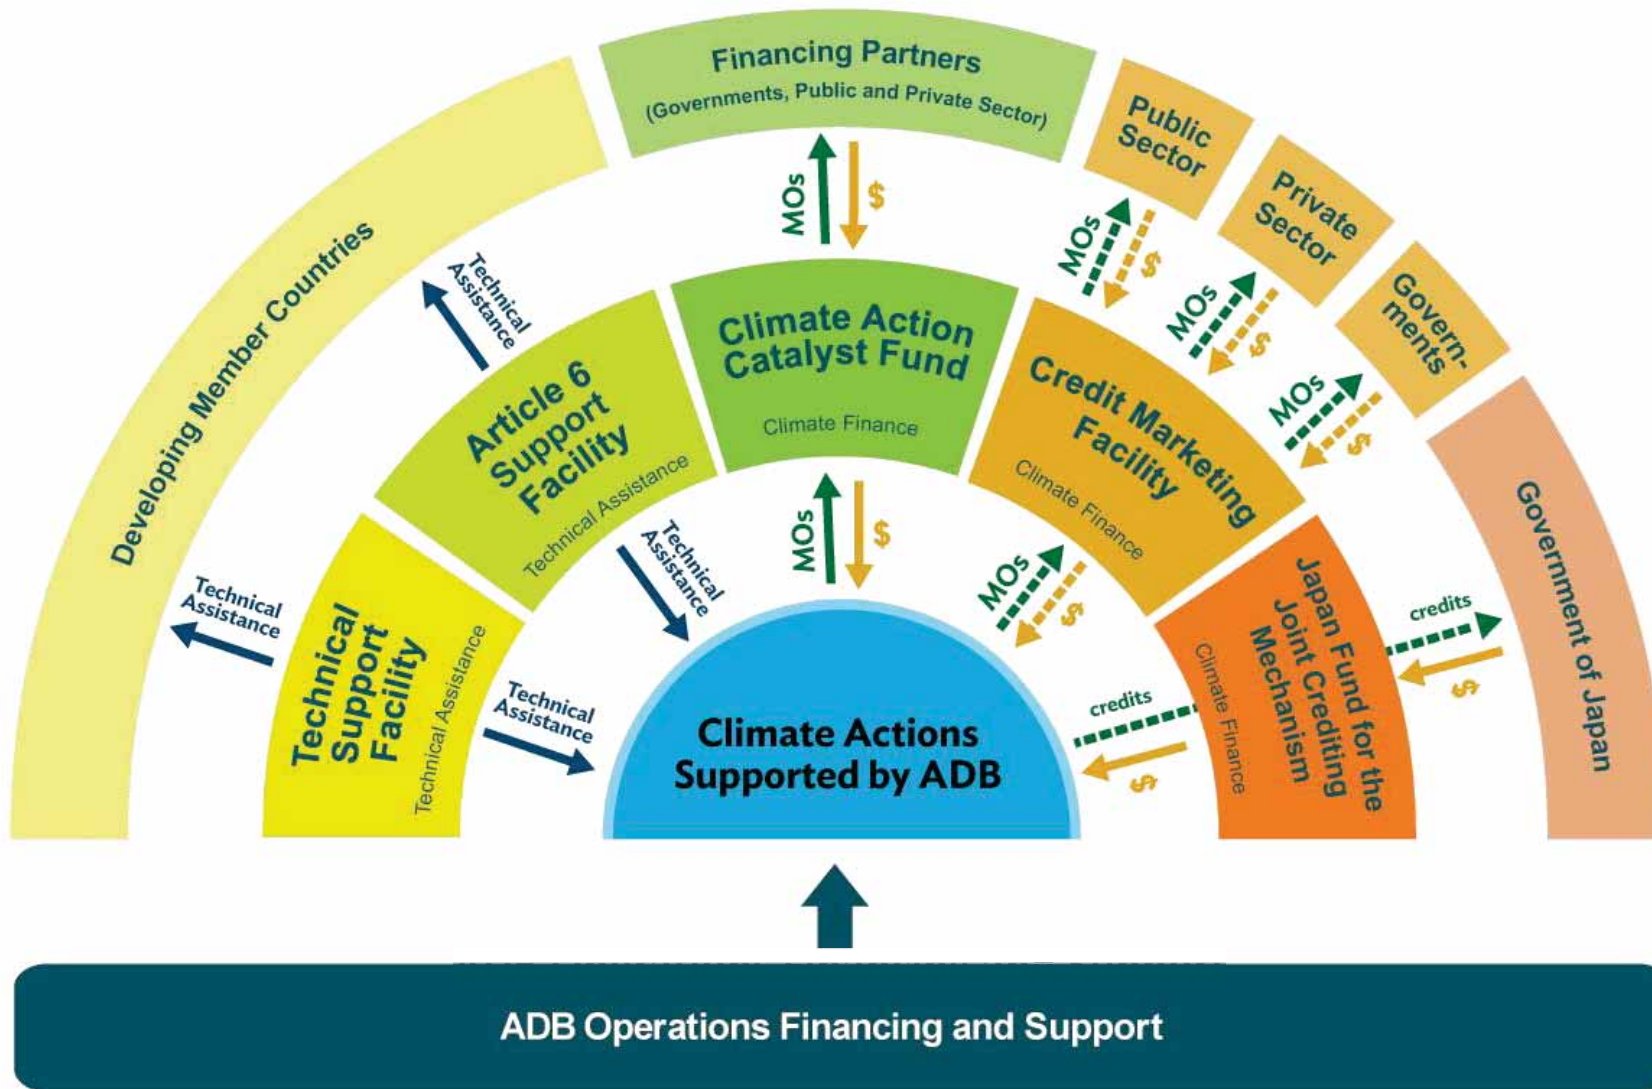 Financing Partners
(Governments, Public and Private Sector)
Public
Sector
Private
Sector
Govern-
ments
Government of Japan
Developing Member Countries
MOs
$
MOs
$
MOs
$
MOs
$
Technical
Assistance
Technical
Assistance
credits
$
Technical
Support
Facility
Technical Assistance
Article 6
Support
Facility
Technical Assistance
Climate Action
Catalyst Fund
Climate Finance
Credit Marketing
Facility
Climate Finance
Japan Fund for the
Joint Crediting
Mechanism
Climate Finance
Technical
Assistance
Technical
Assistance
MOs
$
MOs
$
credits
$
Climate Actions
Supported by ADB
ADB Operations Financing and Support